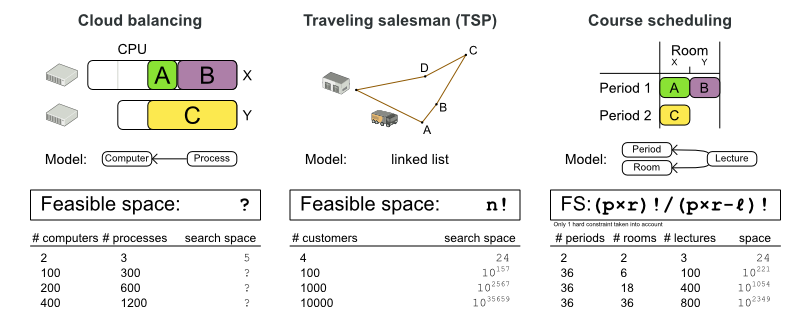 Cloud balancing
CPU
A
B
X
C
Y
Model:
Computer
Process
Feasible space: ?
# computers # processes search space
2 3 5
100 300 ?
200 600 ?
400 1200 ?
Traveling salesman (TSP)
C
D
B
A
Model: linked list
Feasible space: n!
# customers search space
4 24
100 10^157
1000 10^2567
10000 10^35659
Course scheduling
Room
X Y
Period 1 A B
Period 2 C
Model:
Period
Room
Lecture
FS:(p×r)!/(p×r-ℓ)!
Only 1 hard constraint taken into account
# periods # rooms # lectures space
2 2 3 24
36 6 100 10^221
36 18 400 10^1054
36 36 800 10^2349